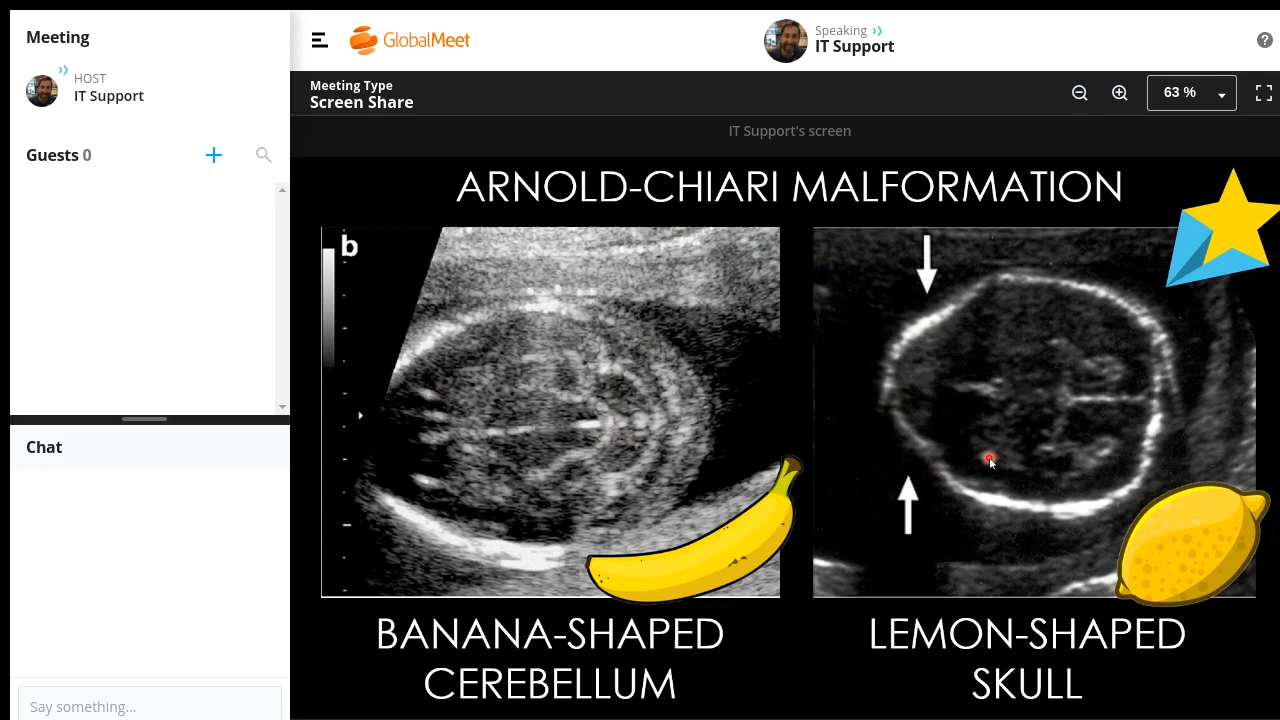 Meeting
HOST
IT Support
Guests 0
Chat
Say something...
GlobalMeet
Speaking
IT Support
Meeting Type
Screen Share
63 %
IT Support's screen
ARNOLD-CHIARI MALFORMATION
b
BANANA-SHAPED
CEREBELLUM
LEMON-SHAPED
SKULL